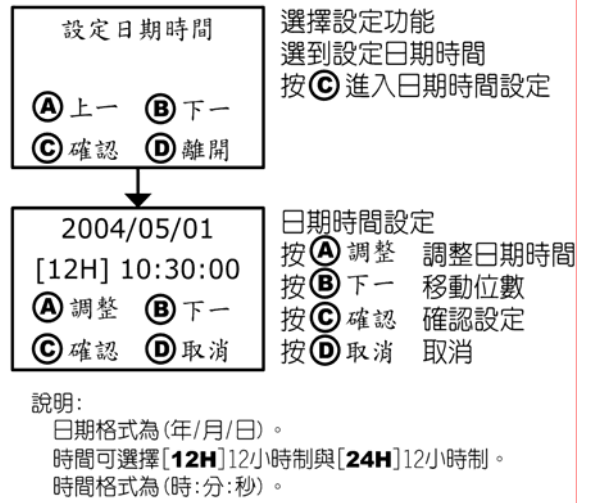 設定日期時間
Ⓐ上一 Ⓑ下一
Ⓒ確認 Ⓓ離開
選擇設定功能
選到設定日期時間
按Ⓒ進入日期時間設定
2004/05/01
[12H] 10:30:00
Ⓐ調整 Ⓑ下一
Ⓒ確認 Ⓓ取消
日期時間設定
按Ⓐ調整 調整日期時間
按Ⓑ下一 移動位數
按Ⓒ確認 確認設定
按Ⓓ取消 取消
說明:
日期格式為(年/月/日)。
時間可選擇[12H]12小時制與[24H]12小時制。
時間格式為(時:分:秒)。